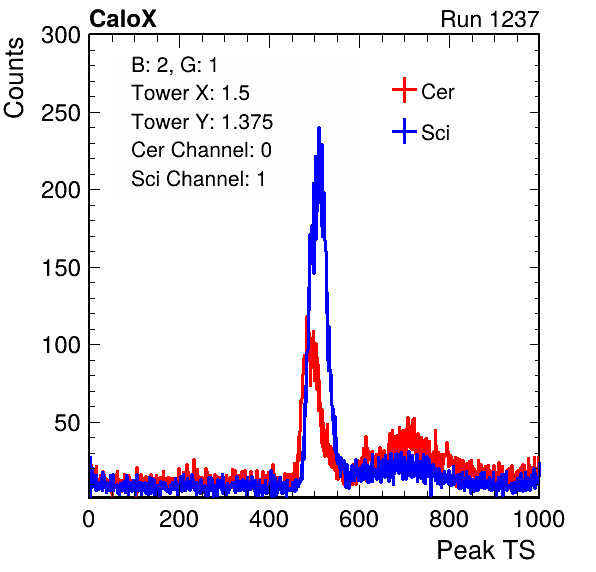 CaloX Run 1237
Counts
300
250
200
150
100
50
B: 2, G: 1
Tower X: 1.5
Tower Y: 1.375
Cer Channel: 0
Sci Channel: 1
Cer
Sci
0 200 400 600 800 1000
Peak TS